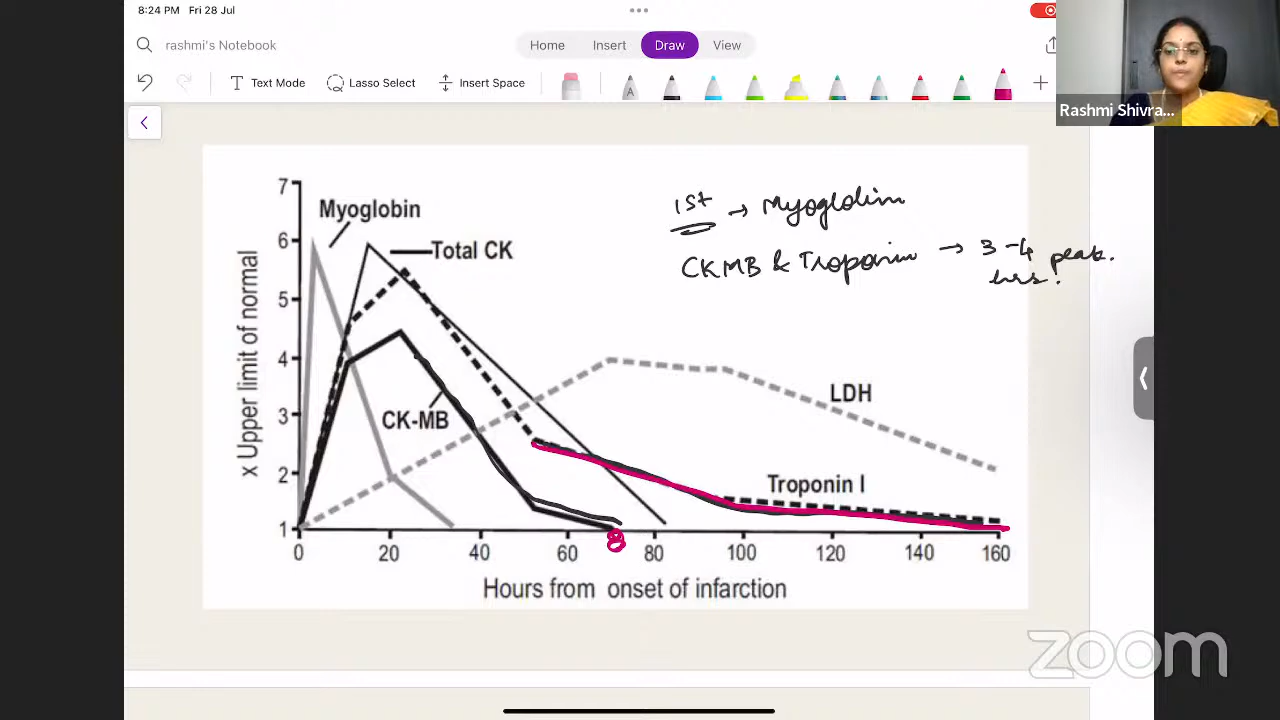 8:24 PM Fri 28 Jul
rashmi's Notebook
Home Insert Draw View
Text Mode Lasso Select Insert Space
A
Rashmi Shivra...
7
6
5
4
3
2
1
x Upper limit of normal
Myoglobin
Total CK
CK-MB
LDH
Troponin I
0 20 40 60 80 100 120 140 160
Hours from onset of infarction
1st → Myoglobin
CKMB & Troponin → 3-4 peak.
hrs.
zoom